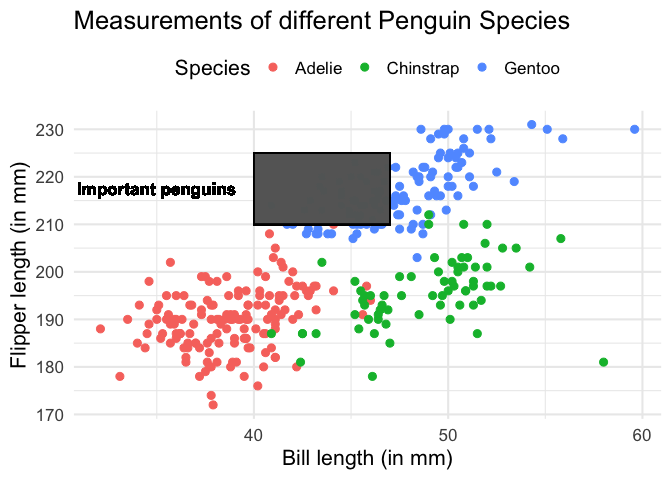 Measurements of different Penguin Species
Species Adelie Chinstrap Gentoo
230
220
Important penguins
210
200
190
180
170
Flipper length (in mm)
40 50 60
Bill length (in mm)